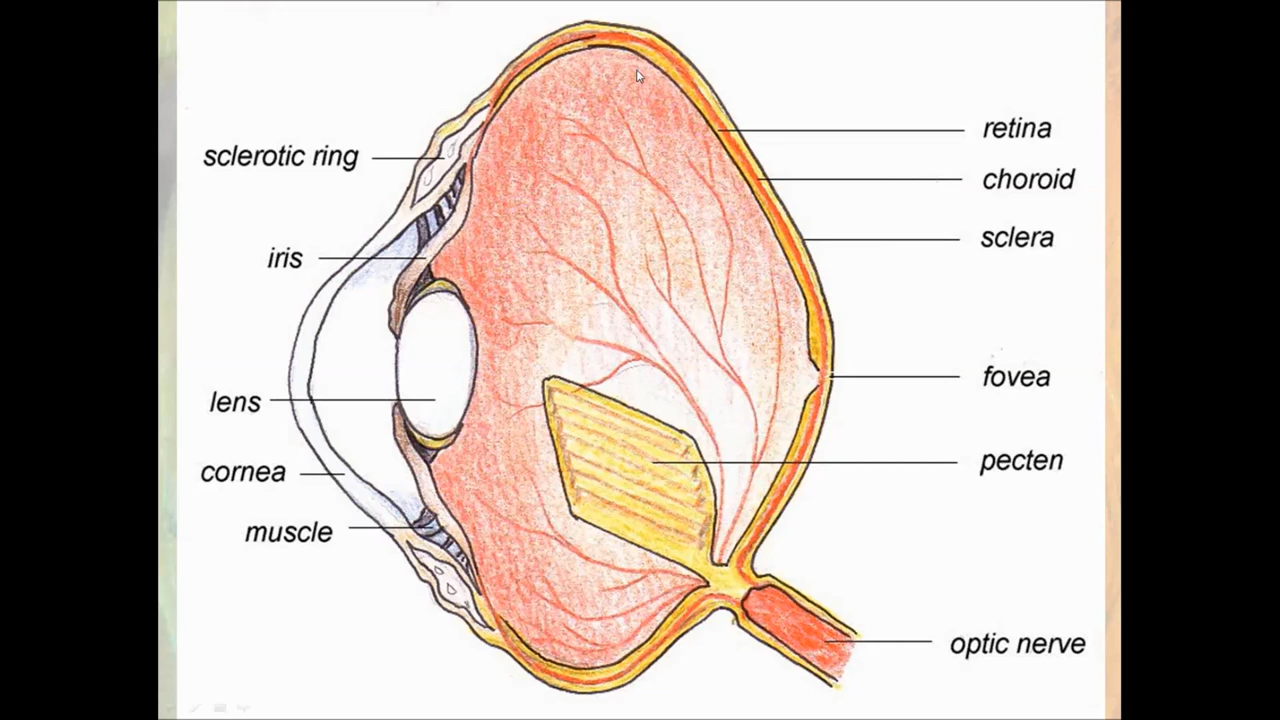 sclerotic ring
iris
lens
cornea
muscle
retina
choroid
sclera
fovea
pecten
optic nerve